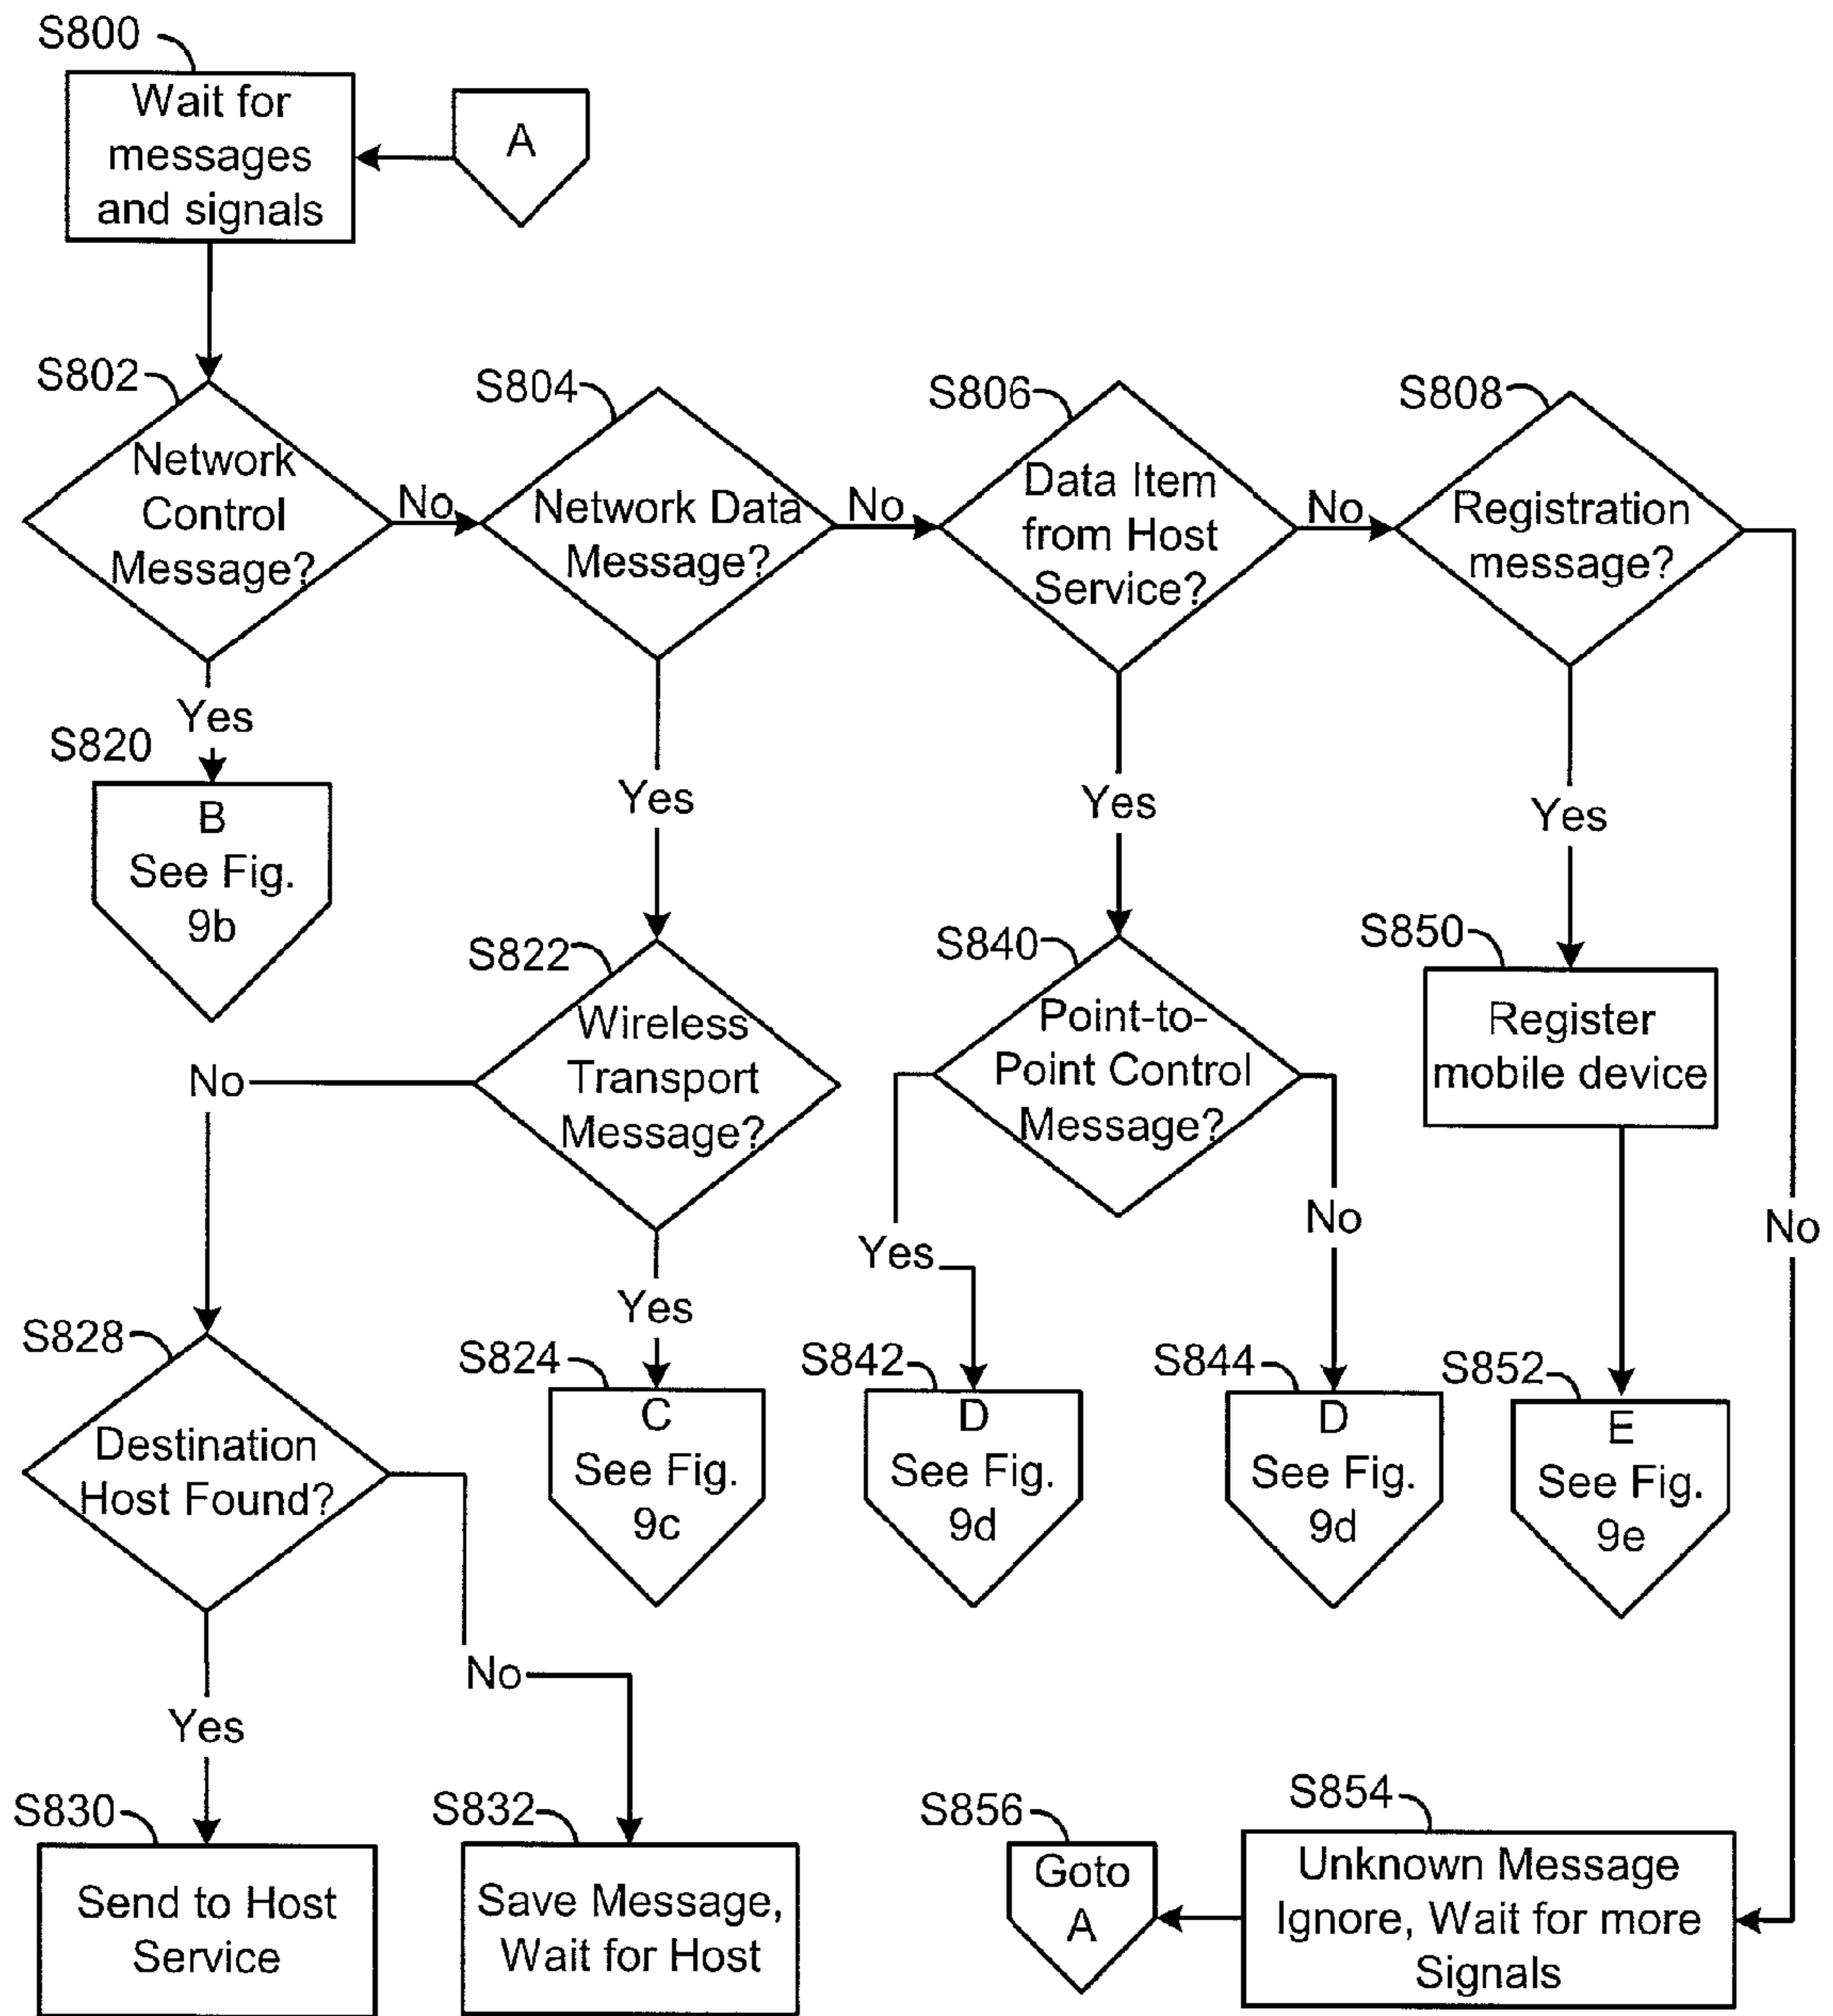 S800
Wait for
messages
and signals
A
S802
Network
Control
Message?
No
S804
Network Data
Message?
No
S806
Data Item
from Host
Service?
No
S808
Registration
message?
Yes
S820
B
See Fig.
9b
Yes
Yes
Yes
No
S822
Wireless
Transport
Message?
No
S840
Point-to-
Point Control
Message?
Yes
No
S850
Register
mobile device
S828
Destination
Host Found?
Yes
S824
C
See Fig.
9c
S842
D
See Fig.
9d
S844
D
See Fig.
9d
S852
E
See Fig.
9e
No
Yes
S830
Send to Host
Service
S832
Save Message,
Wait for Host
S856
Goto
A
S854
Unknown Message
Ignore, Wait for more
Signals